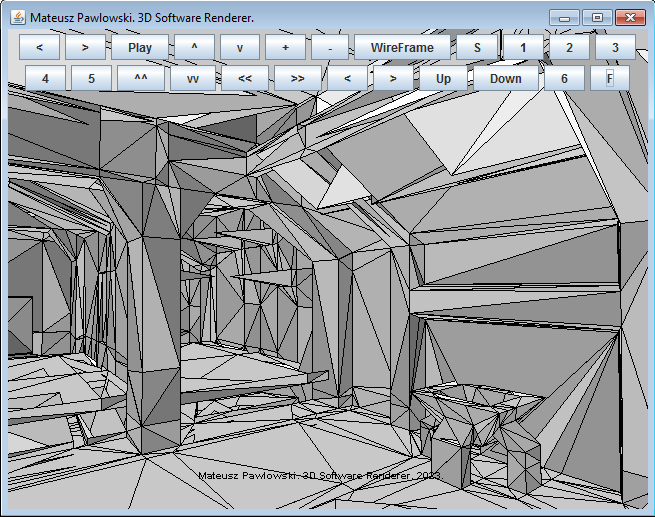 Mateusz Pawlowski. 3D Software Renderer.
< > Play ^ v + - WireFrame S 1 2 3
4 5 ^^ vv << >> < > Up Down 6 F
Mateusz Pawlowski. 3D Software Renderer. 2023.